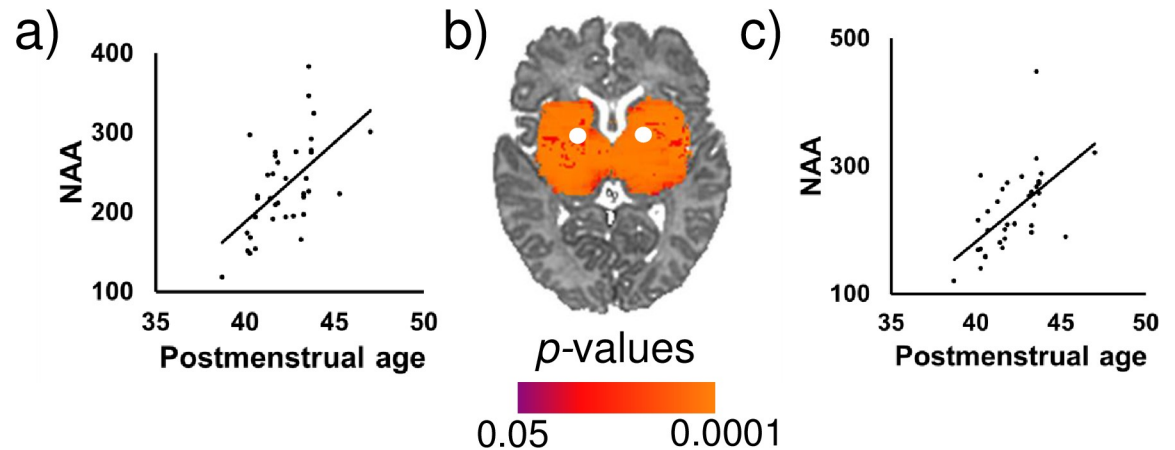 a)
400
300
200
100
NAA
35 40 45 50
Postmenstrual age
b)
p-values
0.05 0.0001
c)
500
300
100
NAA
35 40 45 50
Postmenstrual age